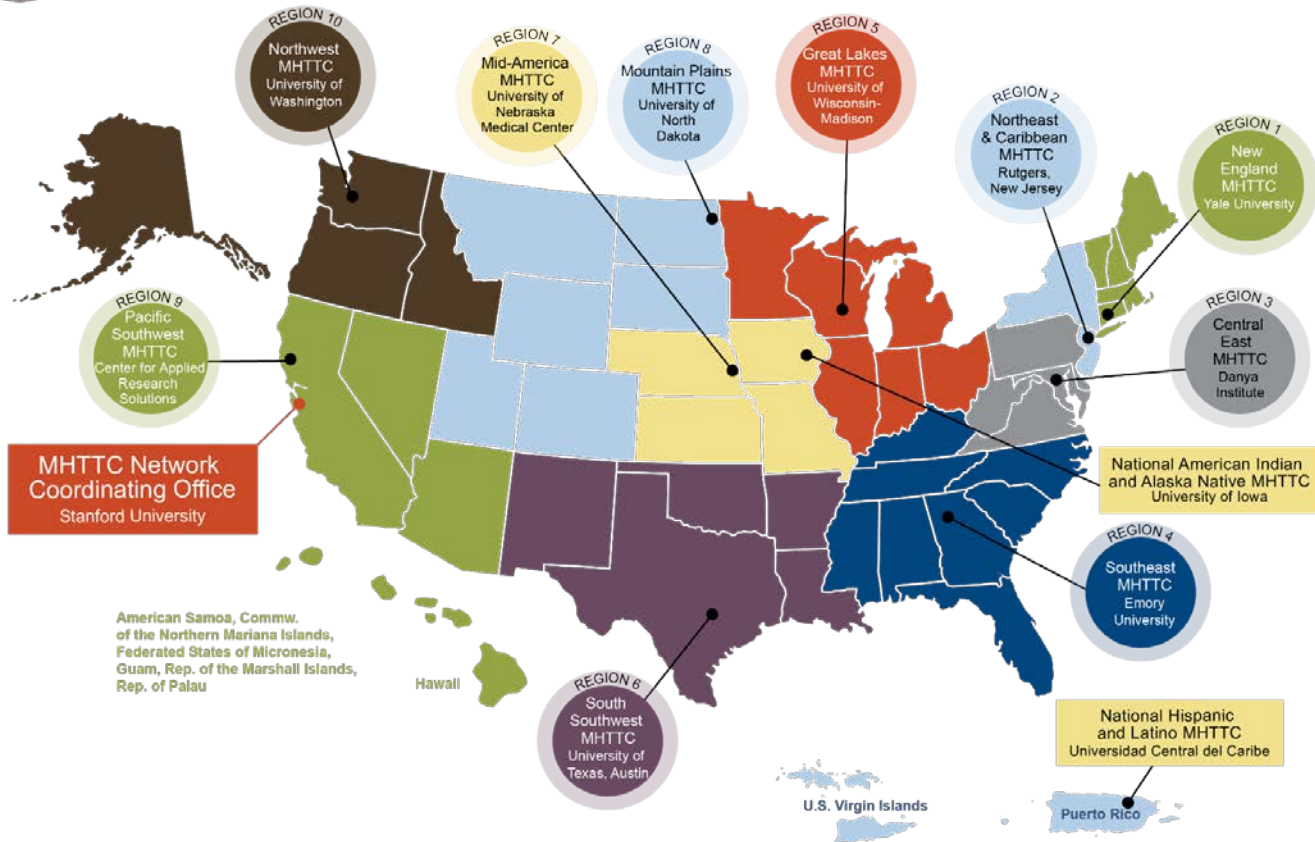 REGION 10
Northwest
MHTTC
University of
Washington
REGION 7
Mid-America
MHTTC
University of
Nebraska
Medical Center
REGION 8
Mountain Plains
MHTTC
University of
North
Dakota
REGION 5
Great Lakes
MHTTC
University of
Wisconsin-
Madison
REGION 2
Northeast
& Caribbean
MHTTC
Rutgers,
New Jersey
REGION 1
New
England
MHTTC
Yale University
REGION 9
Pacific
Southwest
MHTTC
Center for Applied
Research
Solutions
REGION 3
Central
East
MHTTC
Danya
Institute
MHTTC Network
Coordinating Office
Stanford University
National American Indian
and Alaska Native MHTTC
University of Iowa
REGION 4
Southeast
MHTTC
Emory
University
American Samoa, Commw.
of the Northern Mariana Islands,
Federated States of Micronesia,
Guam, Rep. of the Marshall Islands,
Rep. of Palau
Hawaii
REGION 6
South
Southwest
MHTTC
University of
Texas, Austin
National Hispanic
and Latino MHTTC
Universidad Central del Caribe
U.S. Virgin Islands
Puerto Rico